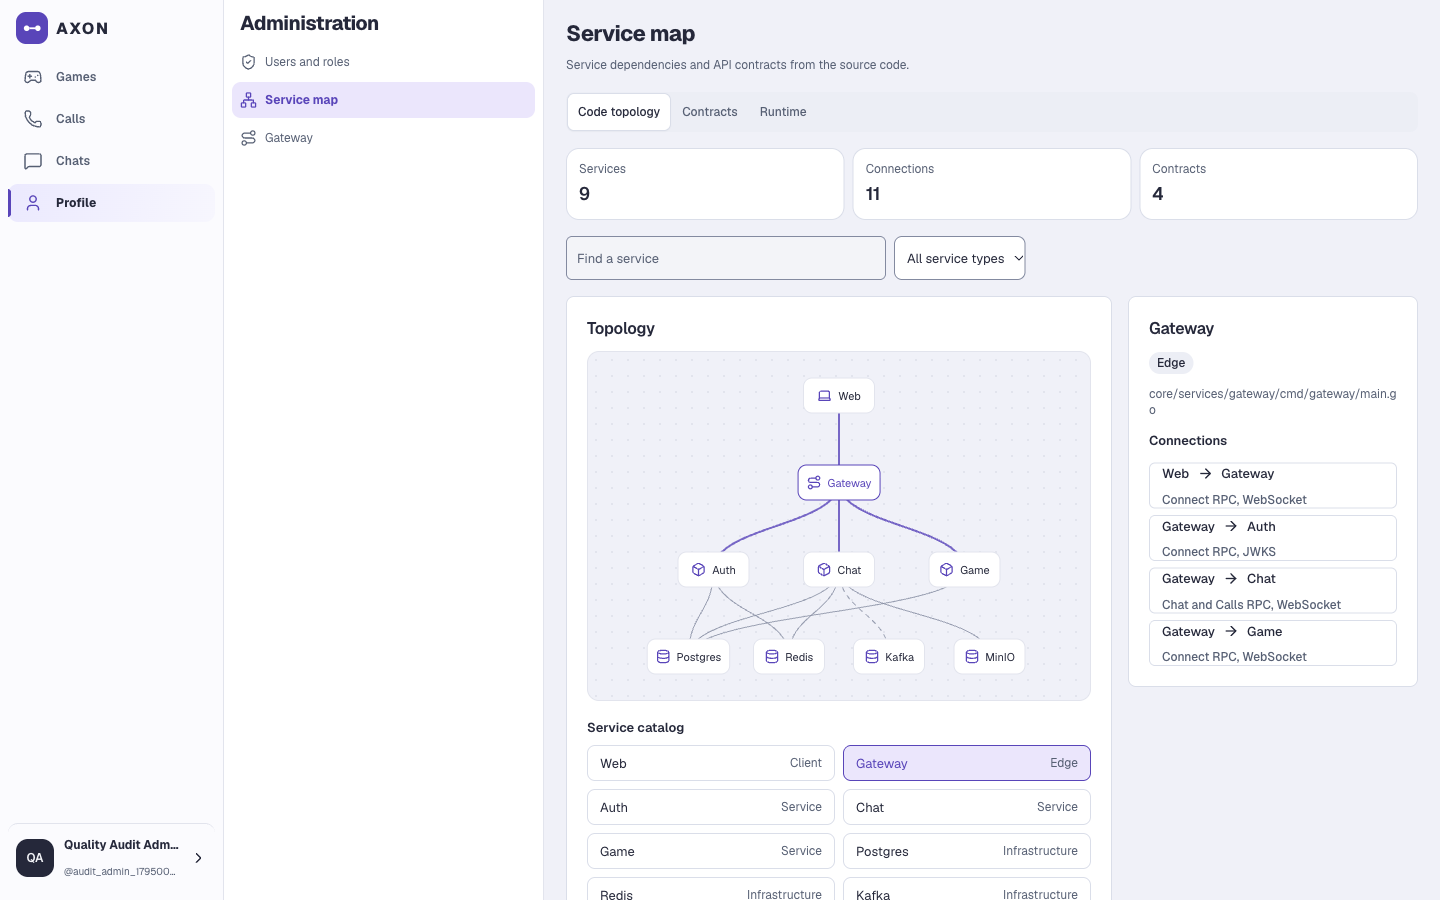 AXON
Games
Calls
Chats
Profile
Quality Audit Adm...
QA
@audit_admin_179500...
Administration
Users and roles
Service map
Gateway
Service map
Service dependencies and API contracts from the source code.
Code topology
Contracts
Runtime
Services
9
Connections
11
Contracts
4
Find a service
All service types
Topology
Web
Gateway
Auth
Chat
Game
Postgres
Redis
Kafka
MinIO
Service catalog
Web Client
Gateway Edge
Auth Service
Chat Service
Game Service
Postgres Infrastructure
Redis Infrastructure
Kafka Infrastructure
Gateway
Edge
core/services/gateway/cmd/gateway/main.g
o
Connections
Web → Gateway
Connect RPC, WebSocket
Gateway → Auth
Connect RPC, JWKS
Gateway → Chat
Chat and Calls RPC, WebSocket
Gateway → Game
Connect RPC, WebSocket